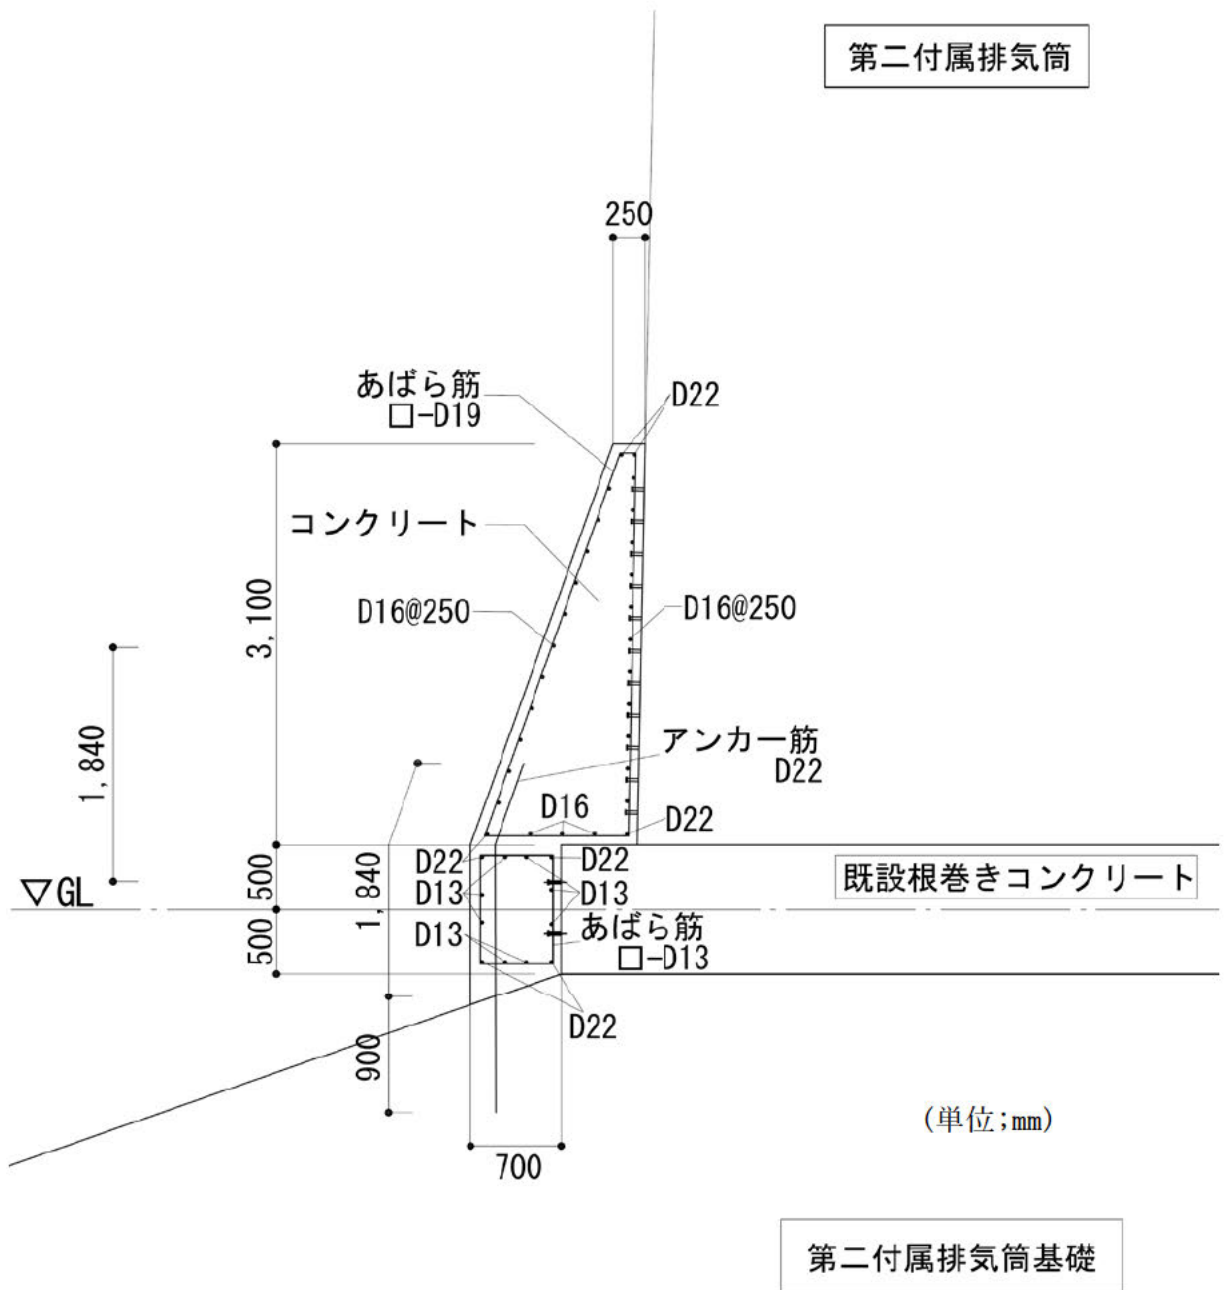 第二付属排気筒
250
あばら筋
□-D19
D22
コンクリート
3,100
D16@250
D16@250
1,840
アンカー筋
D22
D16
D22
D22
D22
500
1,840
既設根巻きコンクリート
▽GL
D13
D13
500
D13
あばら筋
□-D13
D22
900
(単位;mm)
700
第二付属排気筒基礎